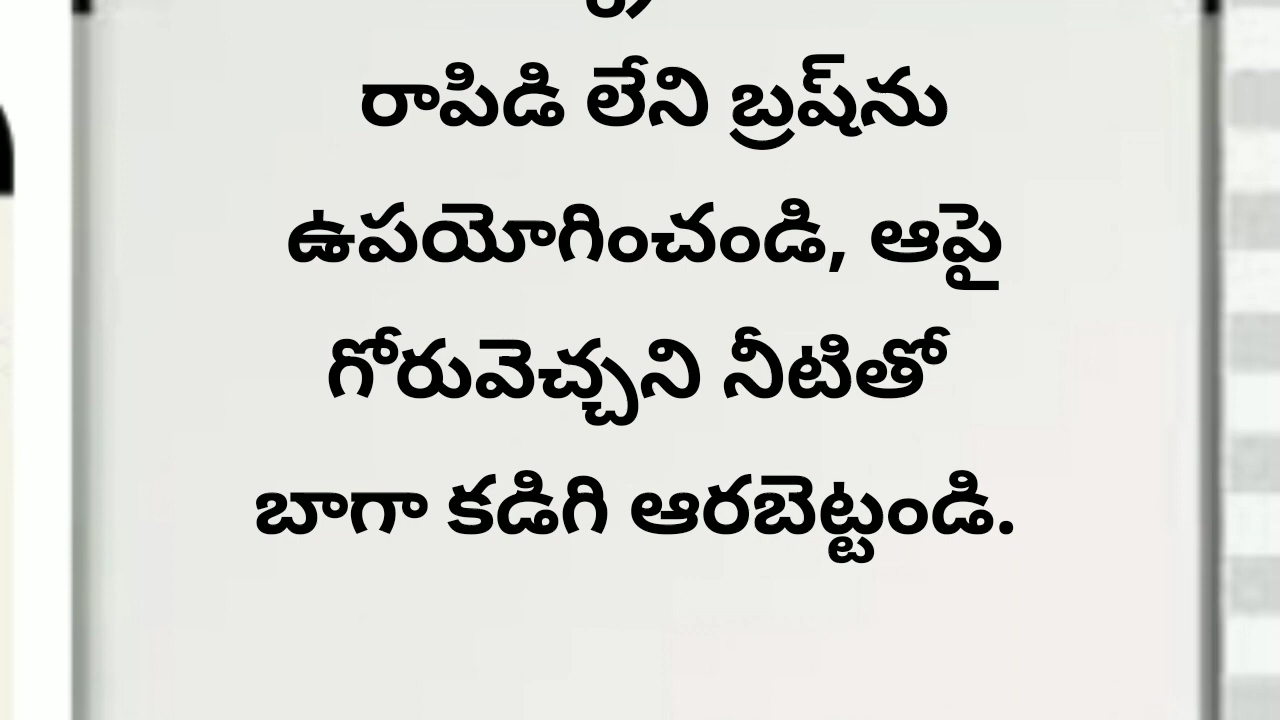 రాపిడి లేని బ్రష్‌ను
ఉపయోగించండి, ఆపై
గోరువెచ్చని నీటితో
బాగా కడిగి ఆరబెట్టండి.